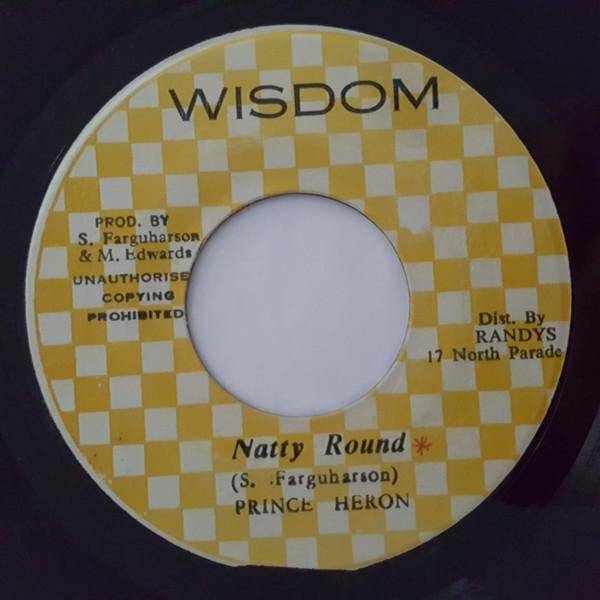 WISDOM
PROD. BY
S. Farguharson
& M. Edwards
UNAUTHORISE
COPYING
PROHIBITED
Dist. By
RANDYS
17 North Parade
Natty Round *
(S. .Farguharson)
PRINCE HERON